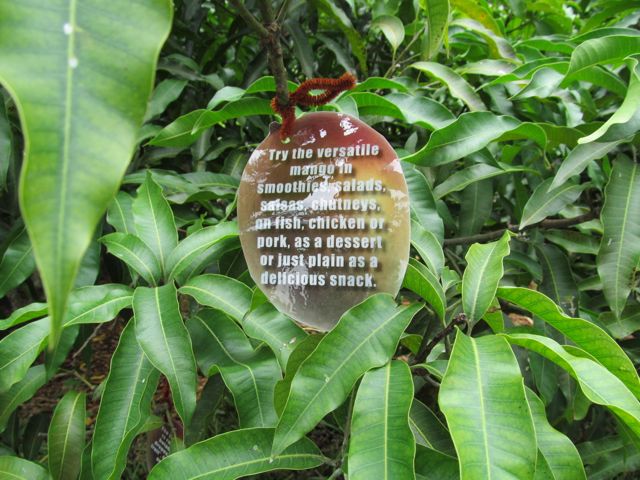 Try the versatile
mango in
smoothies, salads,
salsas, chutneys,
on fish, chicken or
pork, as a dessert
or just plain as a
delicious snack.